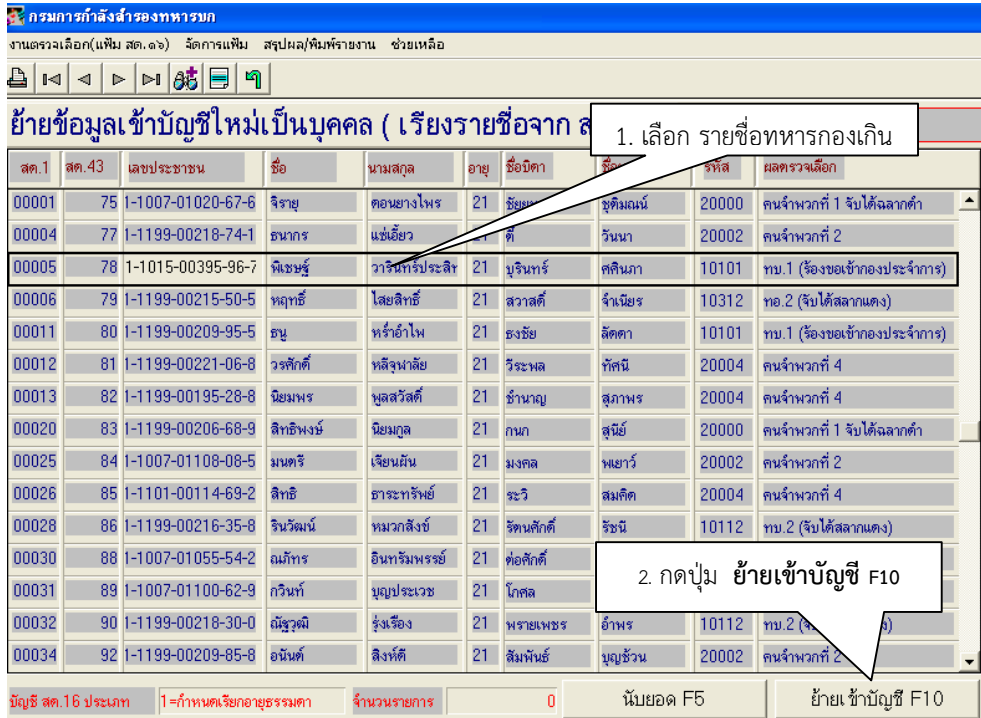 กรมการกำลังสำรองทหารบก
งานตรวจเลือก(แฟ้ม สด.๑๖) จัดการแฟ้ม สรุปผล/พิมพ์รายงาน ช่วยเหลือ
ย้ายข้อมูลเข้าบัญชีใหม่เป็นบุคคล ( เรียงรายชื่อจาก
1. เลือก รายชื่อทหารกองเกิน
สด.1 สด.43 เลขประชาชน ชื่อ นามสกุล อายุ ชื่อบิดา รหัส ผลตรวจเลือก
00001 75 1-1007-01020-67-6 จิรายุ ตอนยางไพร 21 ชุติมณน์ 20000 คนจำพวกที่ 1 จับได้ฉลากดำ
00004 77 1-1199-00218-74-1 ธนากร แซ่เอี้ยว ตี๋ วันนา 20002 คนจำพวกที่ 2
00005 78 1-1015-00395-96-7 พิเชษฐ์ วารินทร์ประสิท 21 บุรินทร์ ศศินภา 10101 ทบ.1 (ร้องขอเข้ากองประจำการ)
00006 79 1-1199-00215-50-5 หฤทธิ์ ไสยสิทธิ์ 21 สวาสดิ์ จำเนียร 10312 ทอ.2 (จับได้สลากแดง)
00011 80 1-1199-00209-95-5 ธนู หร่ำอำไพ 21 ธงชัย ลัดดา 10101 ทบ.1 (ร้องขอเข้ากองประจำการ)
00012 81 1-1199-00221-06-8 วรศักดิ์ หลีจุฬาลัย 21 วีระพล ทัศนี 20004 คนจำพวกที่ 4
00013 82 1-1199-00195-28-8 นิยมพร พูลสวัสดิ์ 21 ชำนาญ สุภาพร 20004 คนจำพวกที่ 4
00020 83 1-1199-00206-68-9 สิทธิพงษ์ นิยมกูล 21 กนก สุนีย์ 20000 คนจำพวกที่ 1 จับได้ฉลากดำ
00025 84 1-1007-01108-08-5 มนตรี เจียนผัน 21 มงคล พเยาว์ 20002 คนจำพวกที่ 2
00026 85 1-1101-00114-69-2 สิทธิ ธาระทรัพย์ 21 ระวิ สมคิด 20004 คนจำพวกที่ 4
00028 86 1-1199-00216-35-8 รินวัฒน์ หมวกสังข์ 21 รัตนศักดิ์ รัชนี 10112 ทบ.2 (จับได้สลากแดง)
00030 88 1-1007-01055-54-2 ณภัทร อินทรัมพรรย์ 21 ต่อศักดิ์
00031 89 1-1007-01100-62-9 กวินท์ บุญประเวช 21 โกศล
2. กดปุ่ม ย้ายเข้าบัญชี F10
00032 90 1-1199-00218-30-0 ณัฐวุฒิ รุ่งเรือง 21 พรายเพชร อำพร 10112 ทบ.2
00034 92 1-1199-00209-85-8 อนันต์ สิงห์ดี 21 สัมพันธ์ บุญช้วน 20002 คนจำพวกที่ 2
บัญชี สด.16 ประเภท 1=กำหนดเรียกอายุธรรมดา จำนวนรายการ 0 นับยอด F5 ย้ายเข้าบัญชี F10